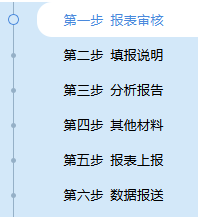 第一步 报表审核
第二步 填报说明
第三步 分析报告
第四步 其他材料
第五步 报表上报
第六步 数据报送